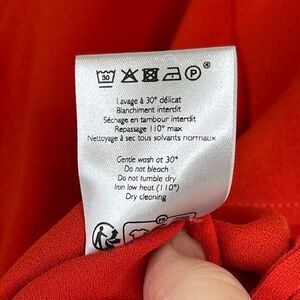 30 P
Lavage à 30° délicat
Blanchiment interdit
Séchage en tambour interdit
Repassage 110° max
Nettoyage à sec tous solvants normaux
Gentle wash at 30°
Do not bleach
Do not tumble dry
Iron low heat (110°)
Dry cleaning
FR